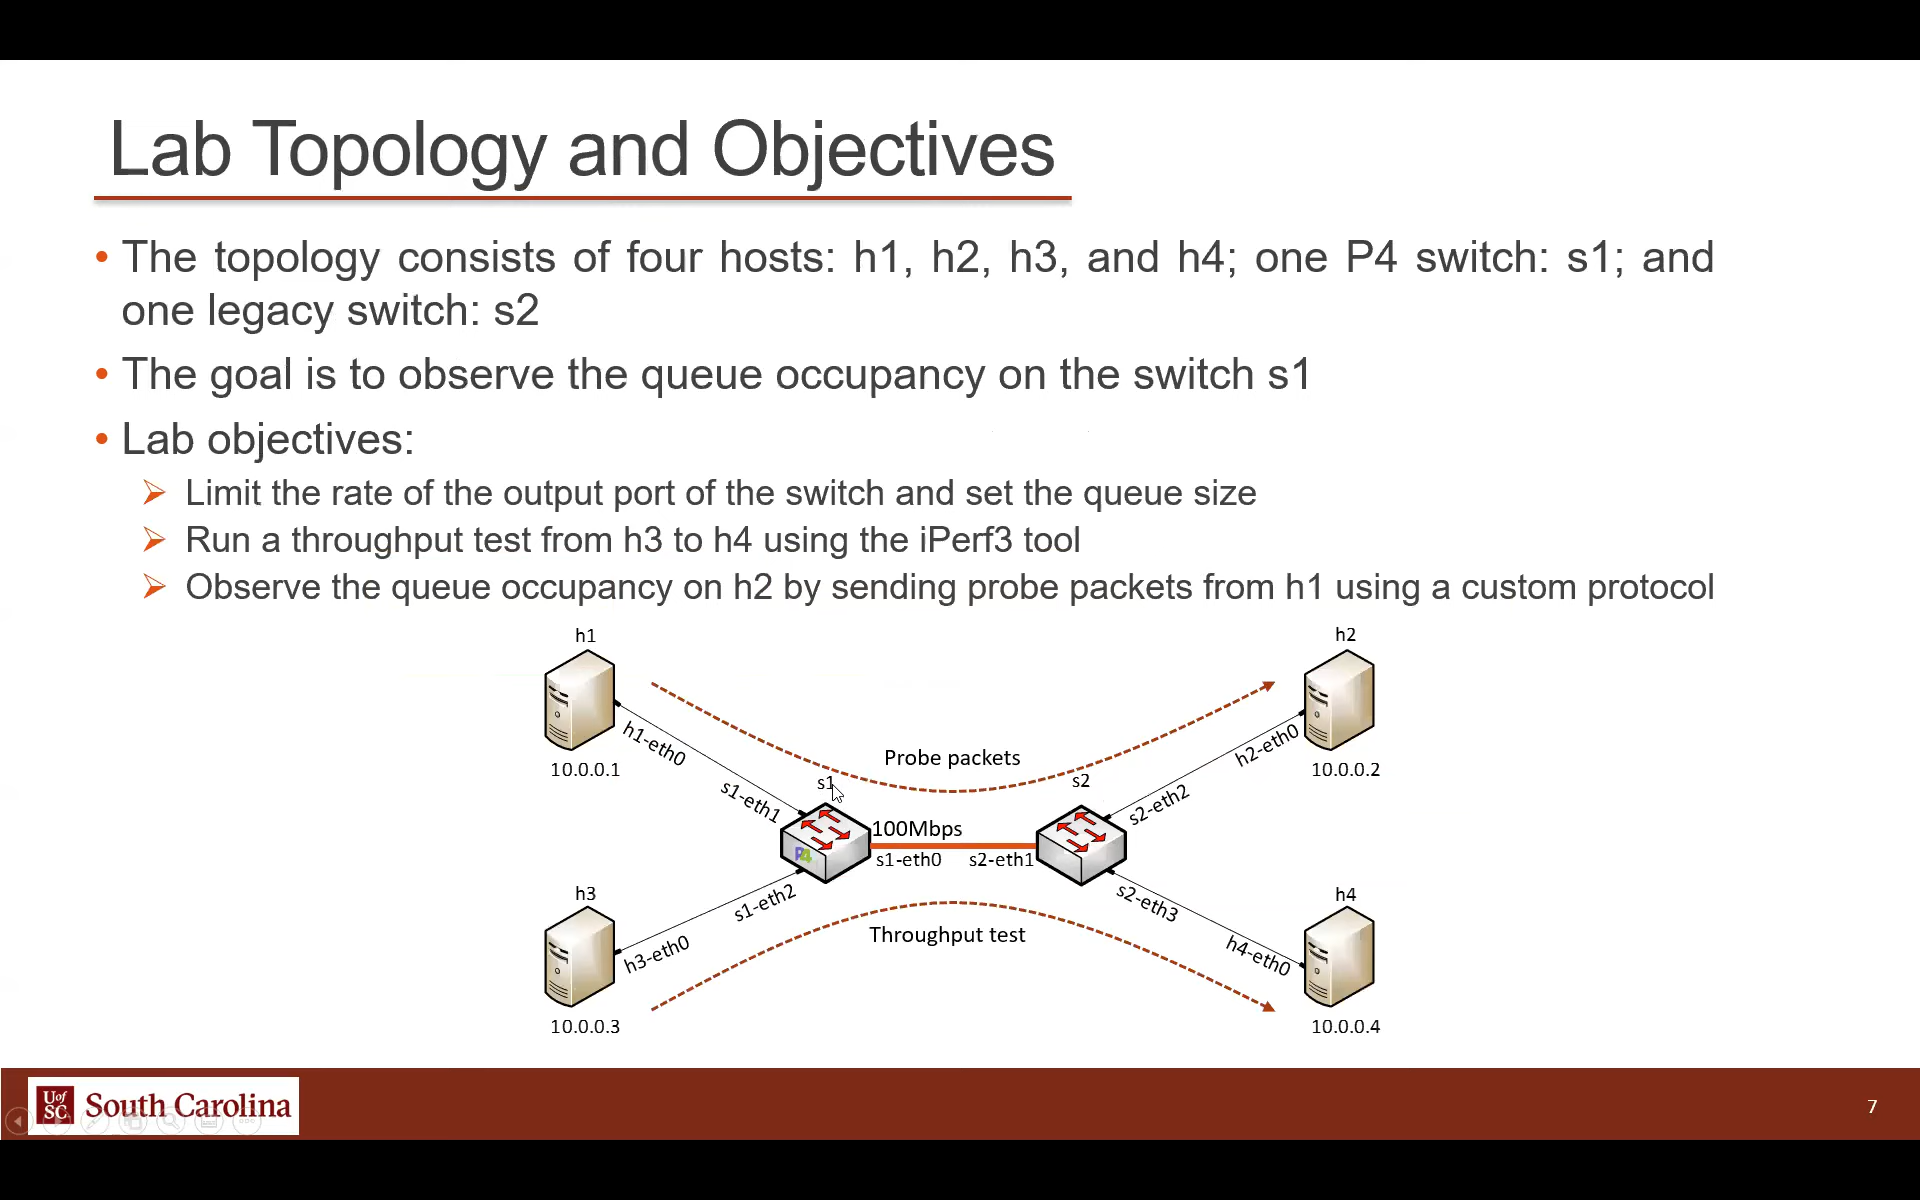 Lab Topology and Objectives
• The topology consists of four hosts: h1, h2, h3, and h4; one P4 switch: s1; and
one legacy switch: s2
• The goal is to observe the queue occupancy on the switch s1
• Lab objectives:
➢ Limit the rate of the output port of the switch and set the queue size
➢ Run a throughput test from h3 to h4 using the iPerf3 tool
➢ Observe the queue occupancy on h2 by sending probe packets from h1 using a custom protocol
h1
h2
h1-eth0
h2-eth0
Probe packets
10.0.0.1
10.0.0.2
s1
s2
s1-eth1
s2-eth2
100Mbps
P4
s1-eth0
s2-eth1
h3
h4
s1-eth2
s2-eth3
Throughput test
h3-eth0
h4-eth0
10.0.0.3
10.0.0.4
UofSC
South Carolina
7